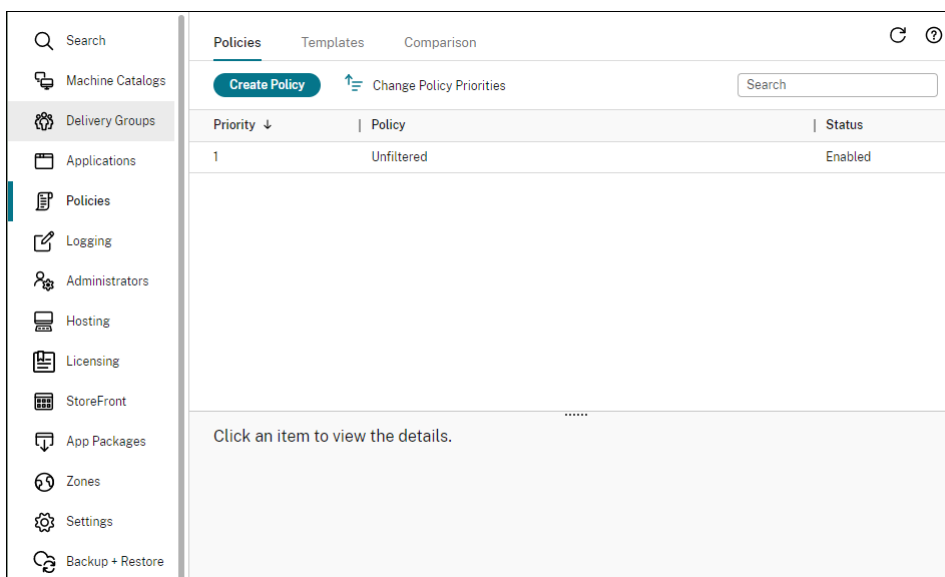 Search
Machine Catalogs
Delivery Groups
Applications
Policies
Logging
Administrators
Hosting
Licensing
StoreFront
App Packages
Zones
Settings
Backup + Restore
Policies Templates Comparison
Create Policy Change Policy Priorities Search
Priority ↓ | Policy | Status
1 Unfiltered Enabled
Click an item to view the details.